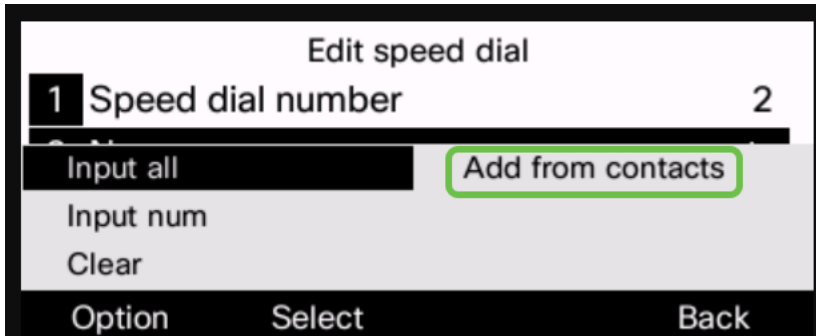 Edit speed dial
1 Speed dial number 2
Input all Add from contacts
Input num
Clear
Option Select Back